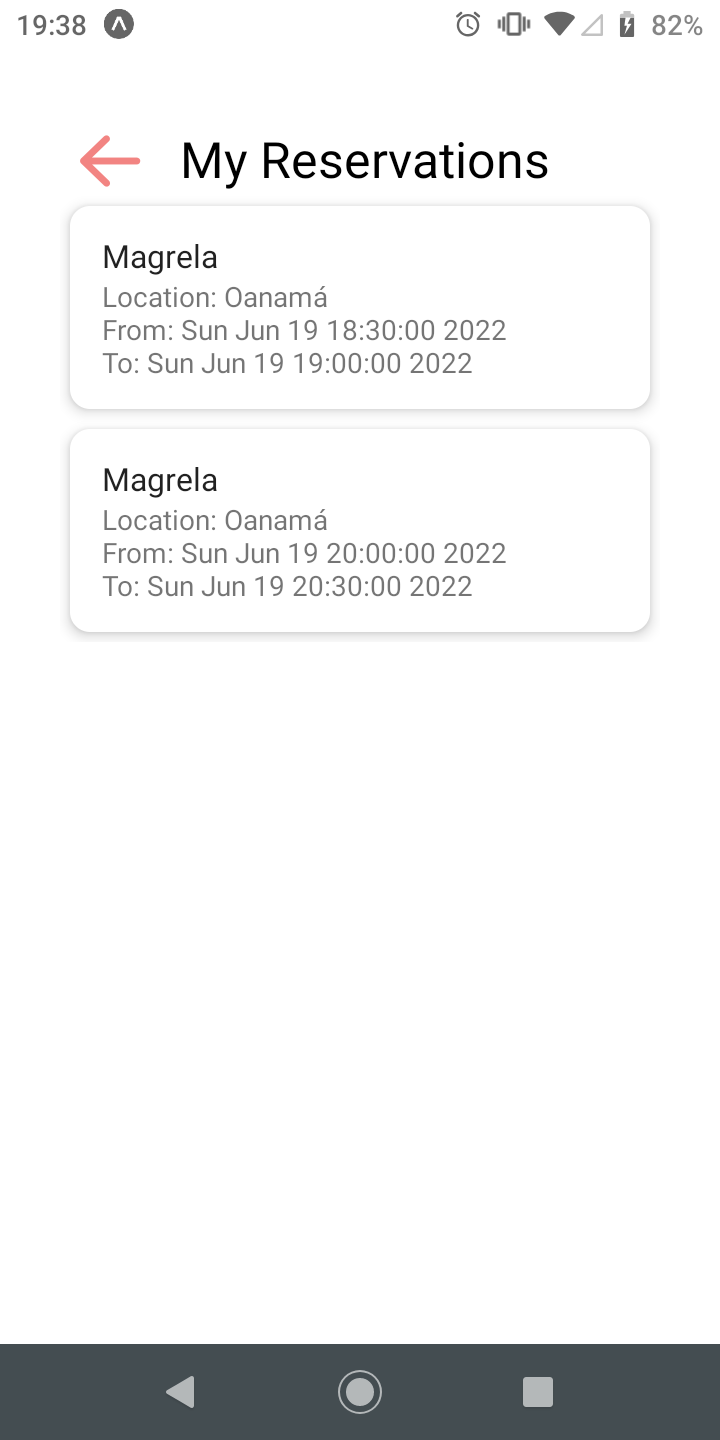 19:38
82%
My Reservations
Magrela
Location: Oanamá
From: Sun Jun 19 18:30:00 2022
To: Sun Jun 19 19:00:00 2022
Magrela
Location: Oanamá
From: Sun Jun 19 20:00:00 2022
To: Sun Jun 19 20:30:00 2022